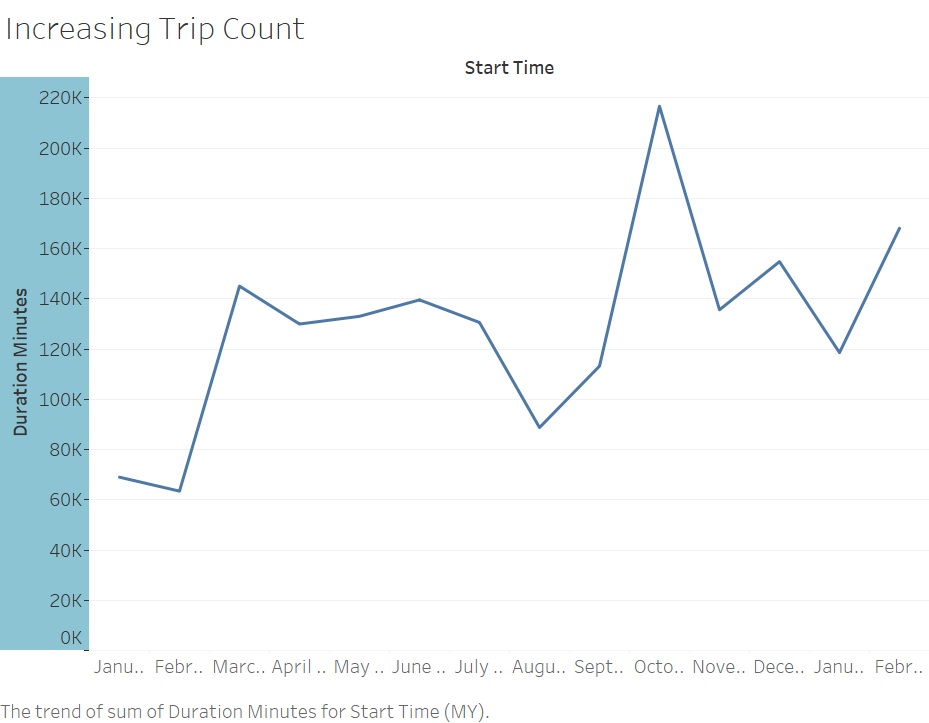 Increasing Trip Count
Start Time
220K
200K
180K
160K
140K
120K
100K
80K
60K
40K
20K
0K
Duration Minutes
Janu.. Febr.. Marc.. April .. May .. June .. July .. Augu.. Sept.. Octo.. Nove.. Dece.. Janu.. Febr..
The trend of sum of Duration Minutes for Start Time (MY).